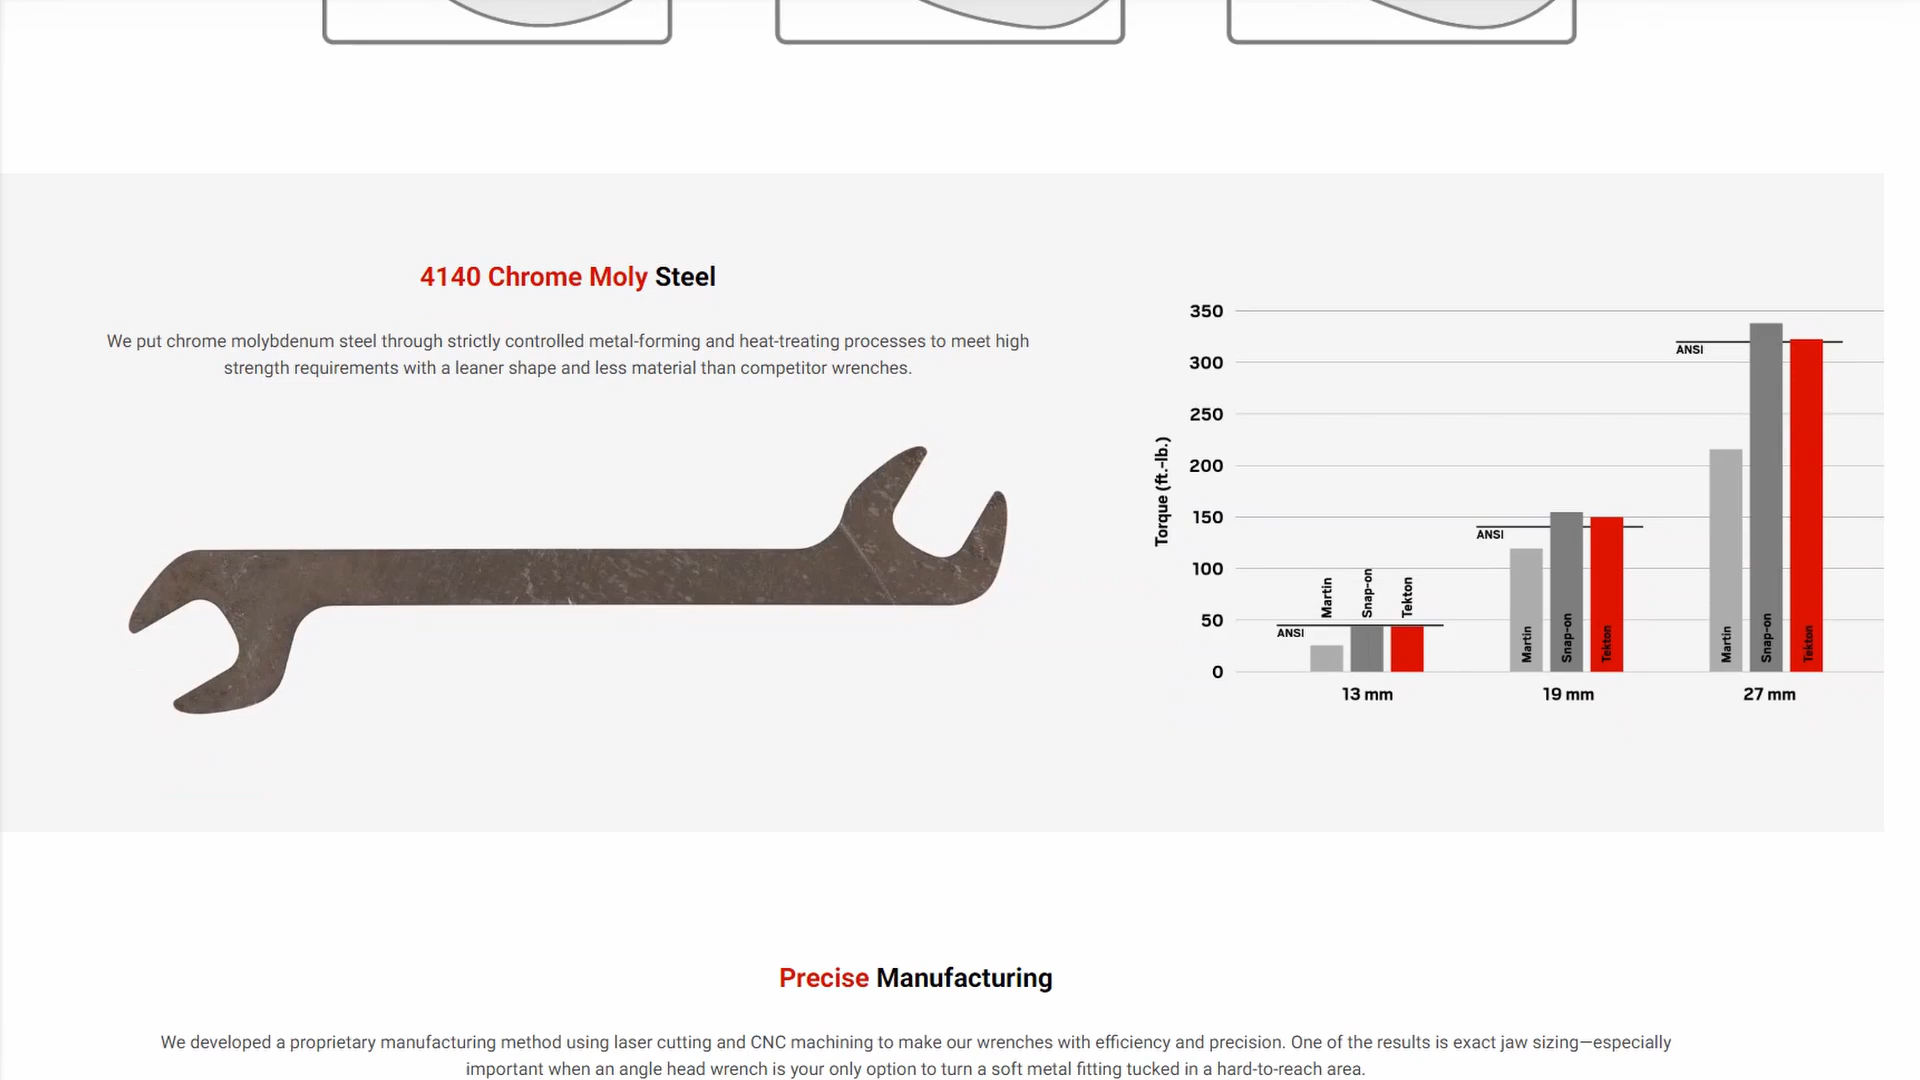 4140 Chrome Moly Steel
We put chrome molybdenum steel through strictly controlled metal-forming and heat-treating processes to meet high
strength requirements with a leaner shape and less material than competitor wrenches.
Torque (ft.-lb.)
350
300
250
200
150
100
50
0
ANSI
Martin
Snap-on
Tekton
13 mm
ANSI
Martin
Snap-on
Tekton
19 mm
ANSI
Martin
Snap-on
Tekton
27 mm
Precise Manufacturing
We developed a proprietary manufacturing method using laser cutting and CNC machining to make our wrenches with efficiency and precision. One of the results is exact jaw sizing—especially
important when an angle head wrench is your only option to turn a soft metal fitting tucked in a hard-to-reach area.